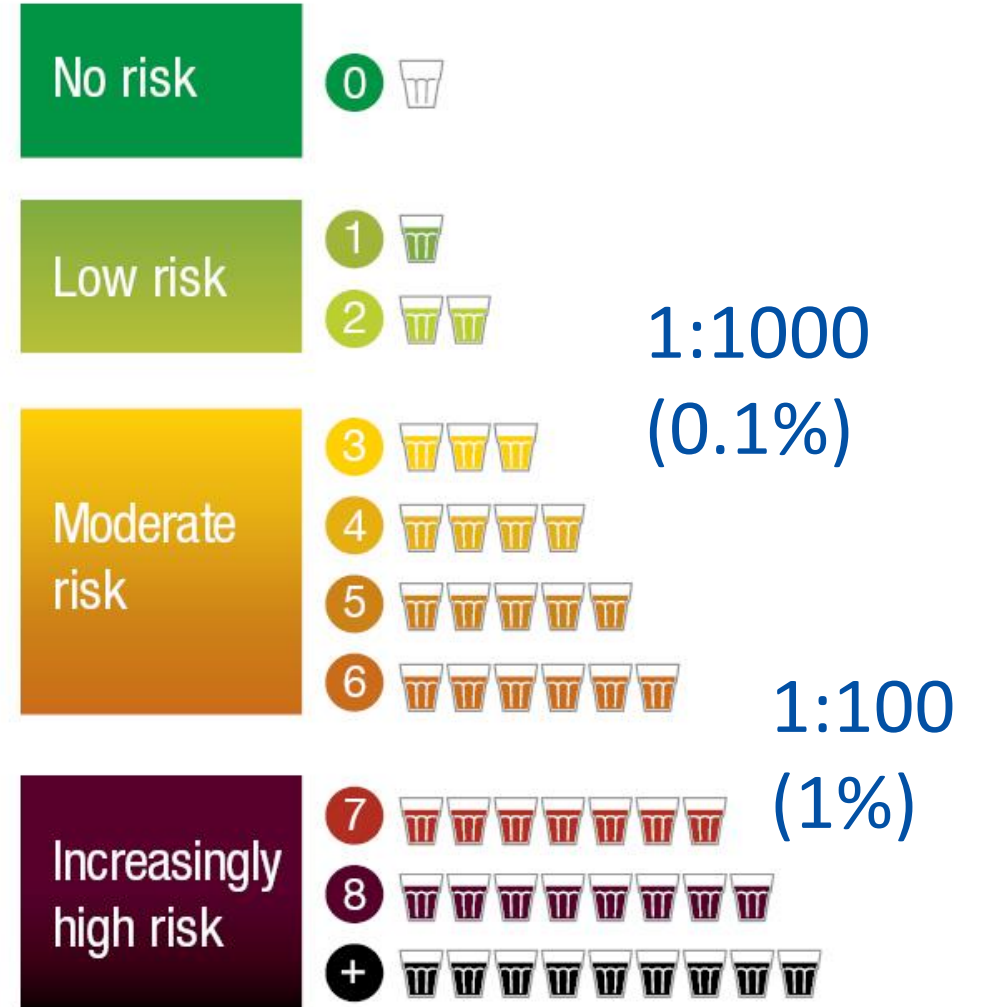 No risk
0
Low risk
1
2
1:1000
(0.1%)
Moderate
risk
3
4
5
6
1:100
(1%)
Increasingly
high risk
7
8
+